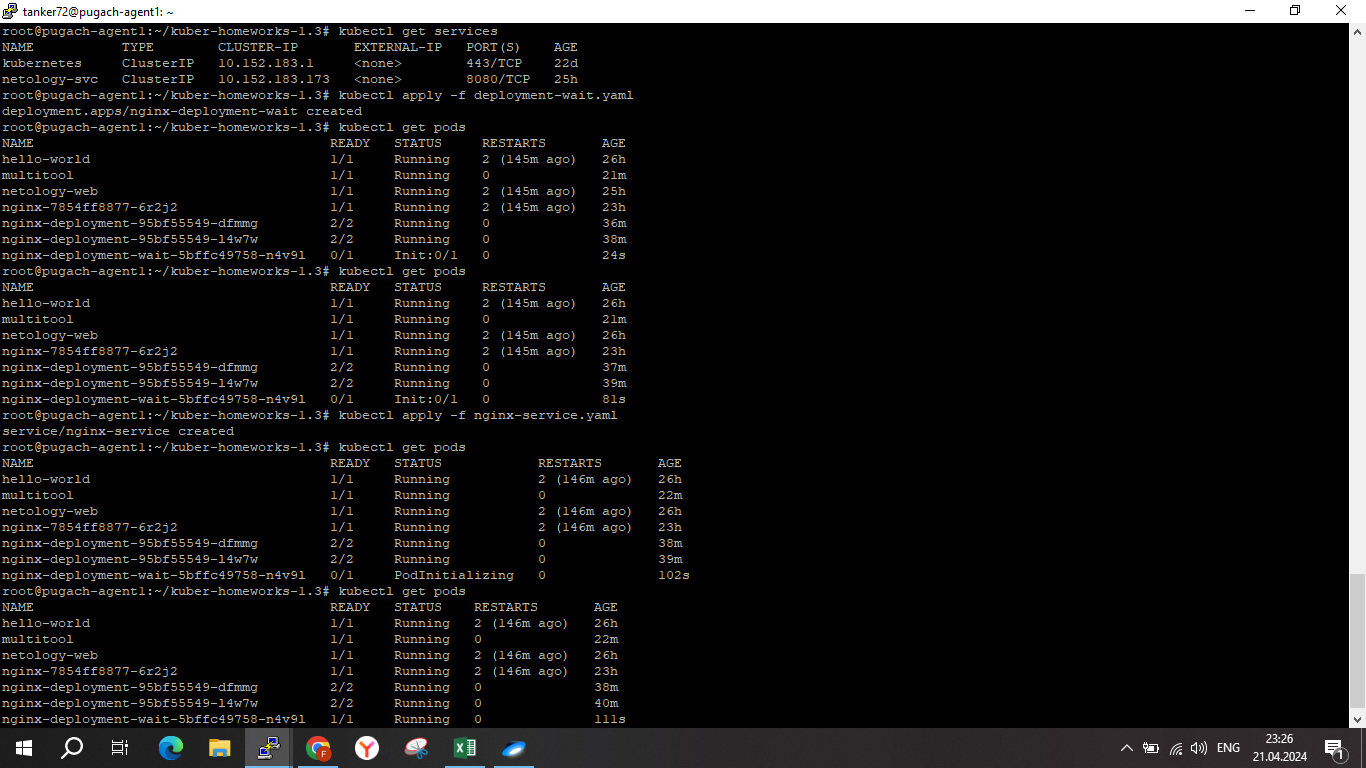 tanker72@pugach-agent1: ~
root@pugach-agent1:~/kuber-homeworks-1.3# kubectl get services
NAME TYPE CLUSTER-IP EXTERNAL-IP PORT(S) AGE
kubernetes ClusterIP 10.152.183.1 <none> 443/TCP 22d
netology-svc ClusterIP 10.152.183.173 <none> 8080/TCP 25h
root@pugach-agent1:~/kuber-homeworks-1.3# kubectl apply -f deployment-wait.yaml
deployment.apps/nginx-deployment-wait created
root@pugach-agent1:~/kuber-homeworks-1.3# kubectl get pods
NAME READY STATUS RESTARTS AGE
hello-world 1/1 Running 2 (145m ago) 26h
multitool 1/1 Running 0 21m
netology-web 1/1 Running 2 (145m ago) 25h
nginx-7854ff8877-6r2j2 1/1 Running 2 (145m ago) 23h
nginx-deployment-95bf55549-dfmmg 2/2 Running 0 36m
nginx-deployment-95bf55549-l4w7w 2/2 Running 0 38m
nginx-deployment-wait-5bffc49758-n4v9l 0/1 Init:0/1 0 24s
root@pugach-agent1:~/kuber-homeworks-1.3# kubectl get pods
NAME READY STATUS RESTARTS AGE
hello-world 1/1 Running 2 (145m ago) 26h
multitool 1/1 Running 0 21m
netology-web 1/1 Running 2 (145m ago) 26h
nginx-7854ff8877-6r2j2 1/1 Running 2 (145m ago) 23h
nginx-deployment-95bf55549-dfmmg 2/2 Running 0 37m
nginx-deployment-95bf55549-l4w7w 2/2 Running 0 39m
nginx-deployment-wait-5bffc49758-n4v9l 0/1 Init:0/1 0 81s
root@pugach-agent1:~/kuber-homeworks-1.3# kubectl apply -f nginx-service.yaml
service/nginx-service created
root@pugach-agent1:~/kuber-homeworks-1.3# kubectl get pods
NAME READY STATUS RESTARTS AGE
hello-world 1/1 Running 2 (146m ago) 26h
multitool 1/1 Running 0 22m
netology-web 1/1 Running 2 (146m ago) 26h
nginx-7854ff8877-6r2j2 1/1 Running 2 (146m ago) 23h
nginx-deployment-95bf55549-dfmmg 2/2 Running 0 38m
nginx-deployment-95bf55549-l4w7w 2/2 Running 0 39m
nginx-deployment-wait-5bffc49758-n4v9l 0/1 PodInitializing 0 102s
root@pugach-agent1:~/kuber-homeworks-1.3# kubectl get pods
NAME READY STATUS RESTARTS AGE
hello-world 1/1 Running 2 (146m ago) 26h
multitool 1/1 Running 0 22m
netology-web 1/1 Running 2 (146m ago) 26h
nginx-7854ff8877-6r2j2 1/1 Running 2 (146m ago) 23h
nginx-deployment-95bf55549-dfmmg 2/2 Running 0 38m
nginx-deployment-95bf55549-l4w7w 2/2 Running 0 40m
nginx-deployment-wait-5bffc49758-n4v9l 1/1 Running 0 111s
ENG
23:26
21.04.2024
1